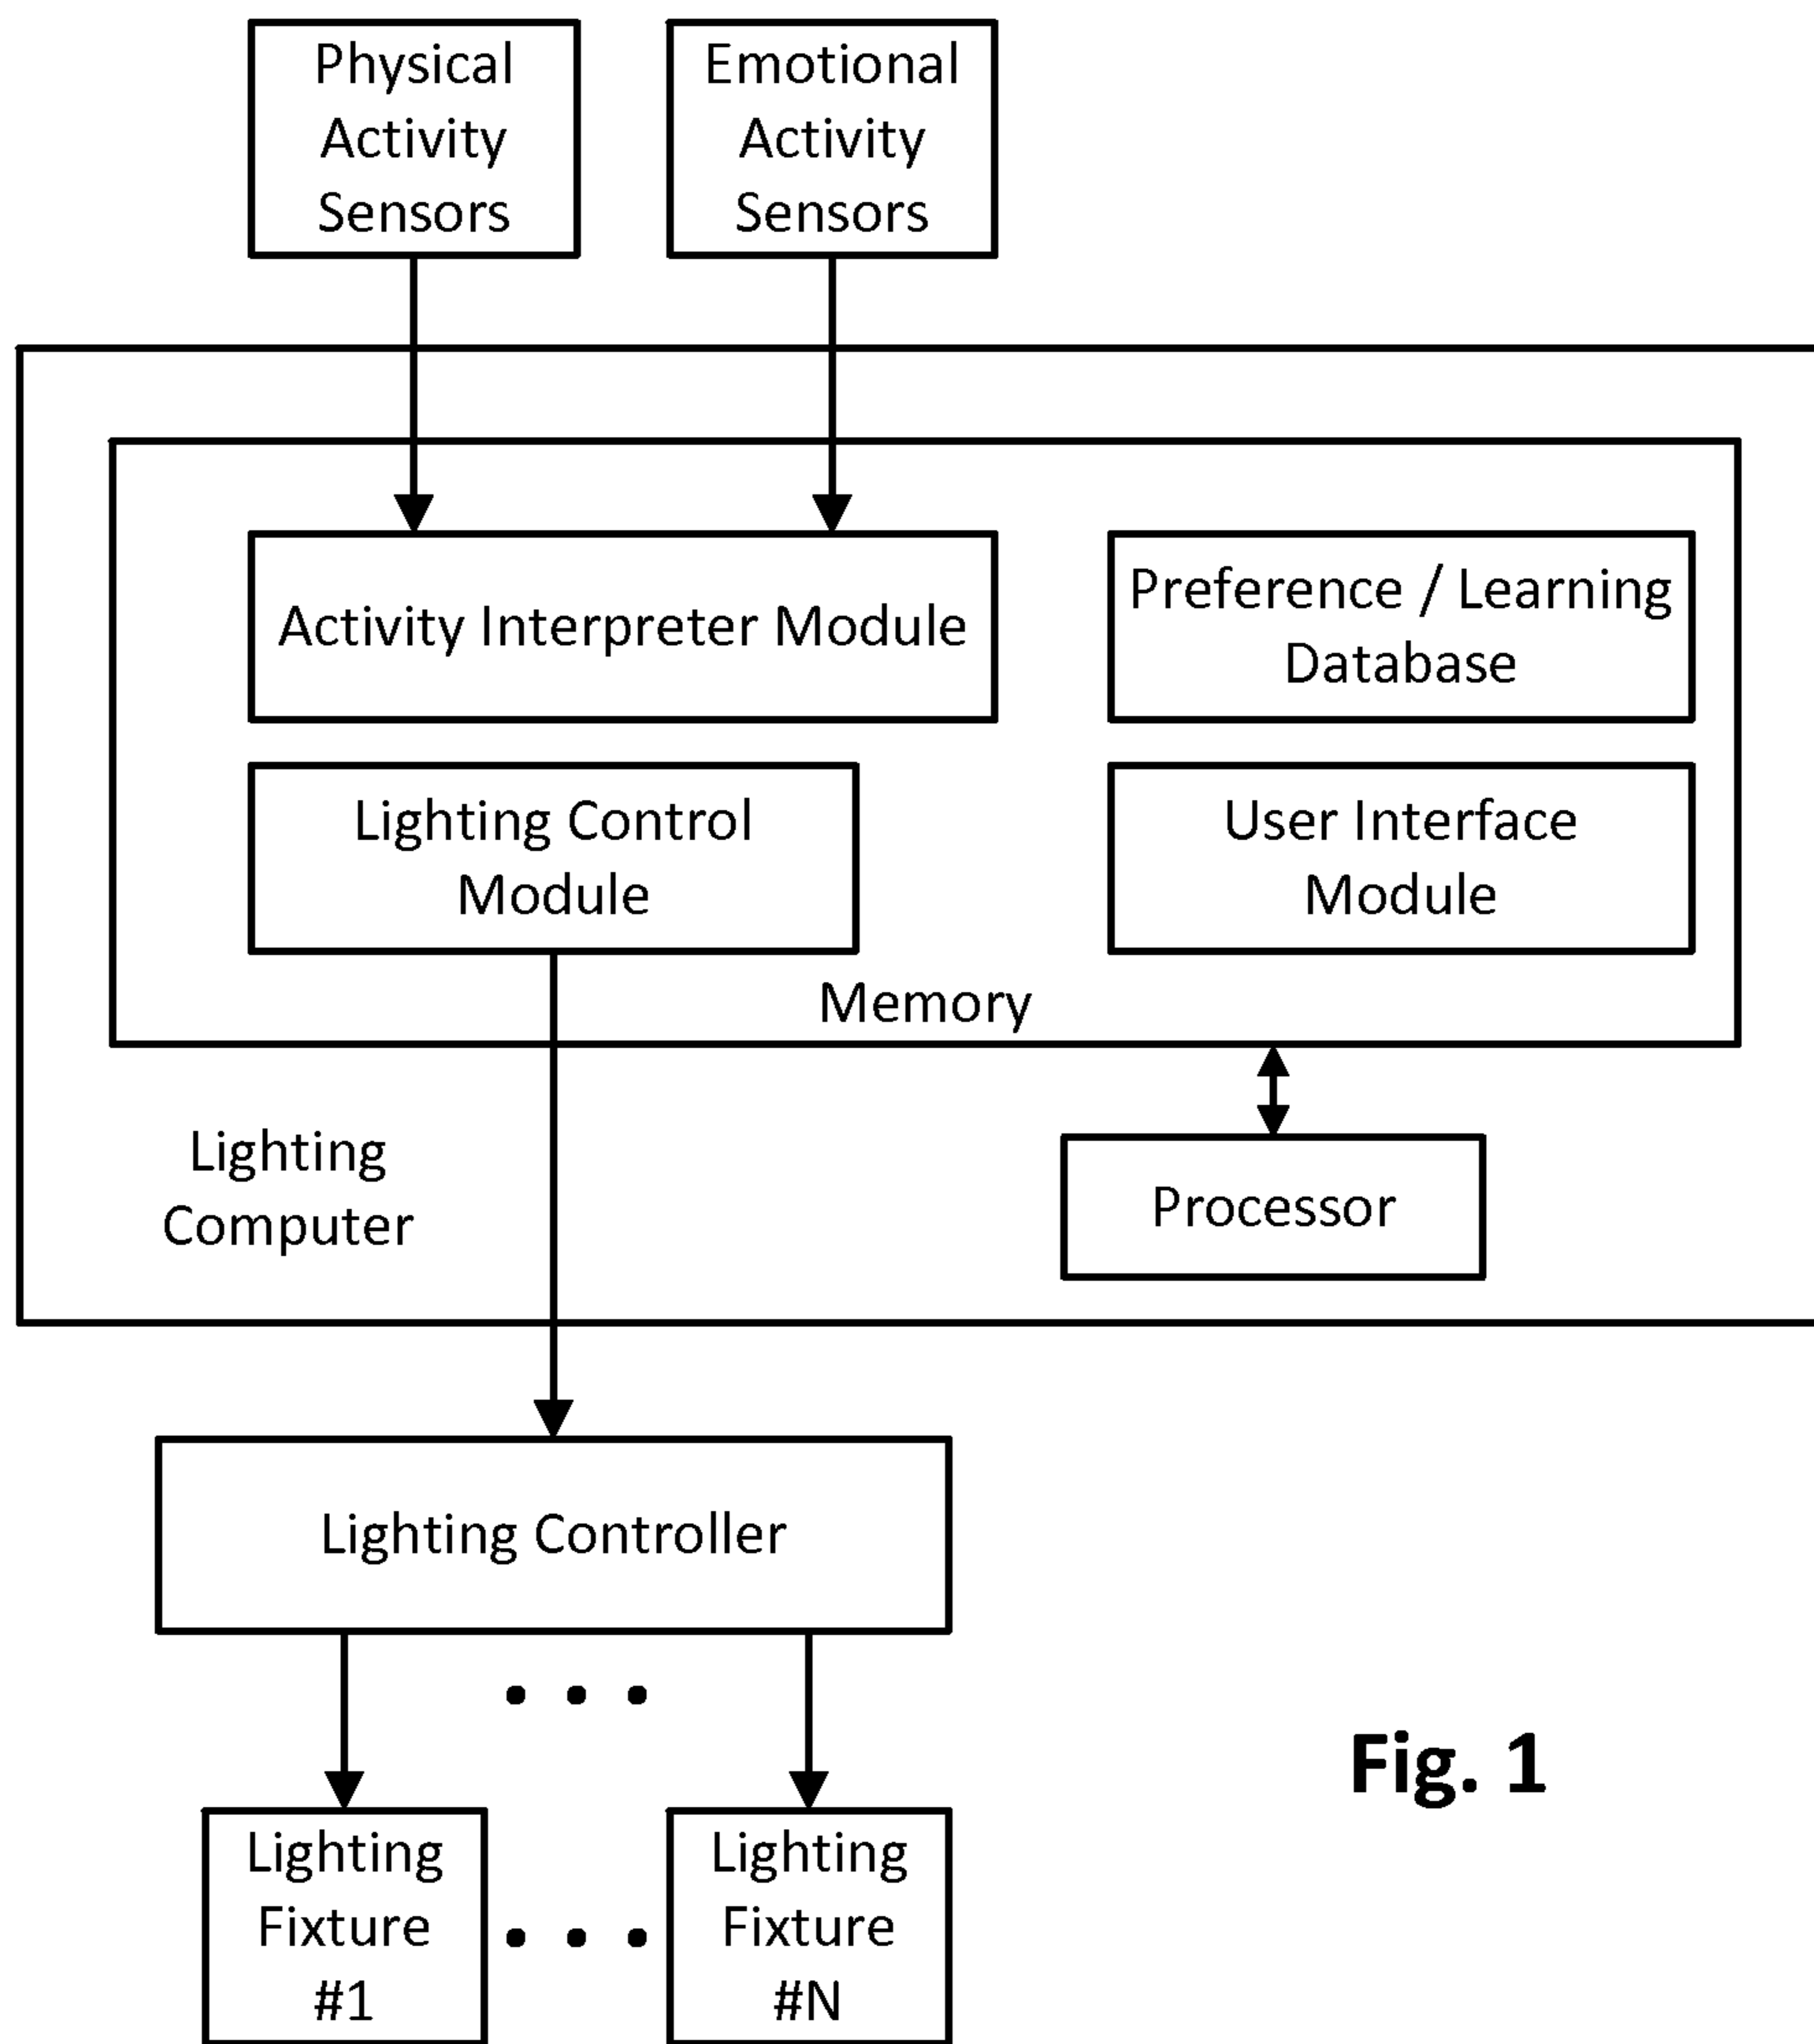 Physical
Activity
Sensors
Emotional
Activity
Sensors
Activity Interpreter Module
Preference / Learning
Database
Lighting Control
Module
User Interface
Module
Memory
Lighting
Computer
Processor
Lighting Controller
Lighting
Fixture
#1
Lighting
Fixture
#N
Fig. 1